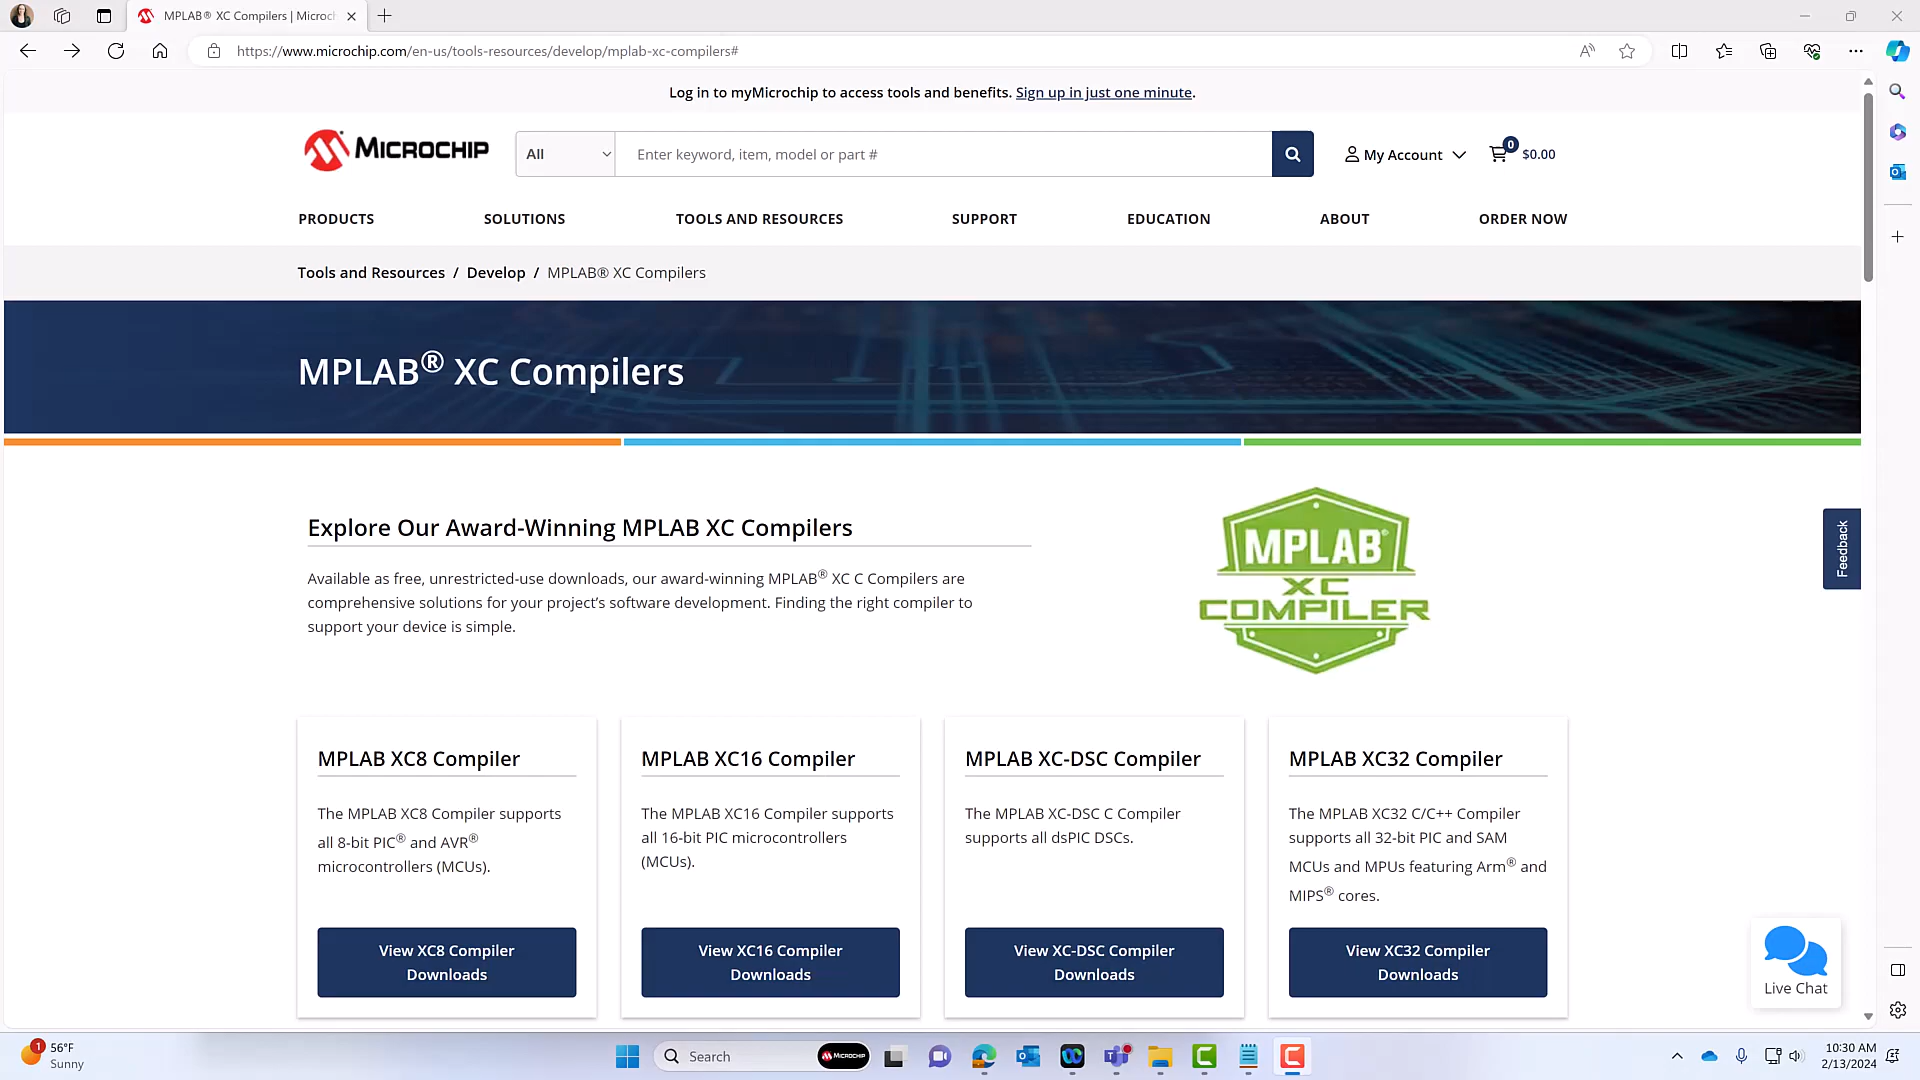 MPLAB® XC Compilers | Microch
https://www.microchip.com/en-us/tools-resources/develop/mplab-xc-compilers#
Log in to myMicrochip to access tools and benefits. Sign up in just one minute.
MICROCHIP
All
Enter keyword, item, model or part #
My Account
0
$0.00
PRODUCTS
SOLUTIONS
TOOLS AND RESOURCES
SUPPORT
EDUCATION
ABOUT
ORDER NOW
Tools and Resources / Develop / MPLAB® XC Compilers
MPLAB® XC Compilers
Explore Our Award-Winning MPLAB XC Compilers
Available as free, unrestricted-use downloads, our award-winning MPLAB® XC C Compilers are
comprehensive solutions for your project's software development. Finding the right compiler to
support your device is simple.
MPLAB®
XC
COMPILER
Feedback
MPLAB XC8 Compiler
The MPLAB XC8 Compiler supports
all 8-bit PIC® and AVR®
microcontrollers (MCUs).
View XC8 Compiler
Downloads
MPLAB XC16 Compiler
The MPLAB XC16 Compiler supports
all 16-bit PIC microcontrollers
(MCUs).
View XC16 Compiler
Downloads
MPLAB XC-DSC Compiler
The MPLAB XC-DSC C Compiler
supports all dsPIC DSCs.
View XC-DSC Compiler
Downloads
MPLAB XC32 Compiler
The MPLAB XC32 C/C++ Compiler
supports all 32-bit PIC and SAM
MCUs and MPUs featuring Arm® and
MIPS® cores.
View XC32 Compiler
Downloads
Live Chat
1
56°F
Sunny
Search
MICROCHIP
10:30 AM
2/13/2024